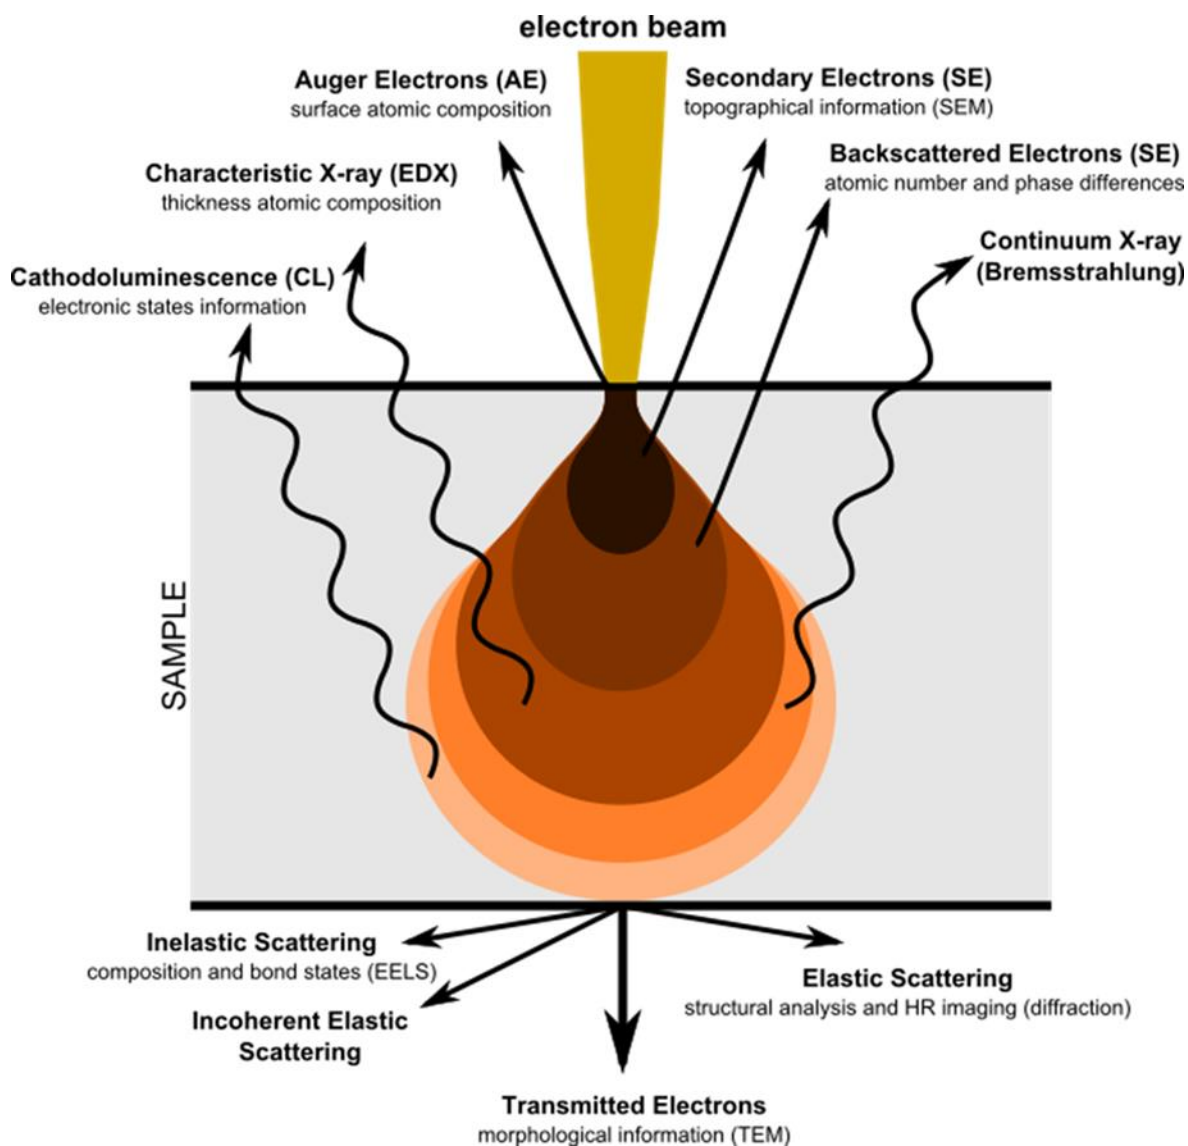 electron beam
Auger Electrons (AE)
surface atomic composition
Secondary Electrons (SE)
topographical information (SEM)
Characteristic X-ray (EDX)
thickness atomic composition
Backscattered Electrons (SE)
atomic number and phase differences
Cathodoluminescence (CL)
electronic states information
Continuum X-ray
(Bremsstrahlung)
SAMPLE
Inelastic Scattering
composition and bond states (EELS)
Incoherent Elastic
Scattering
Elastic Scattering
structural analysis and HR imaging (diffraction)
Transmitted Electrons
morphological information (TEM)